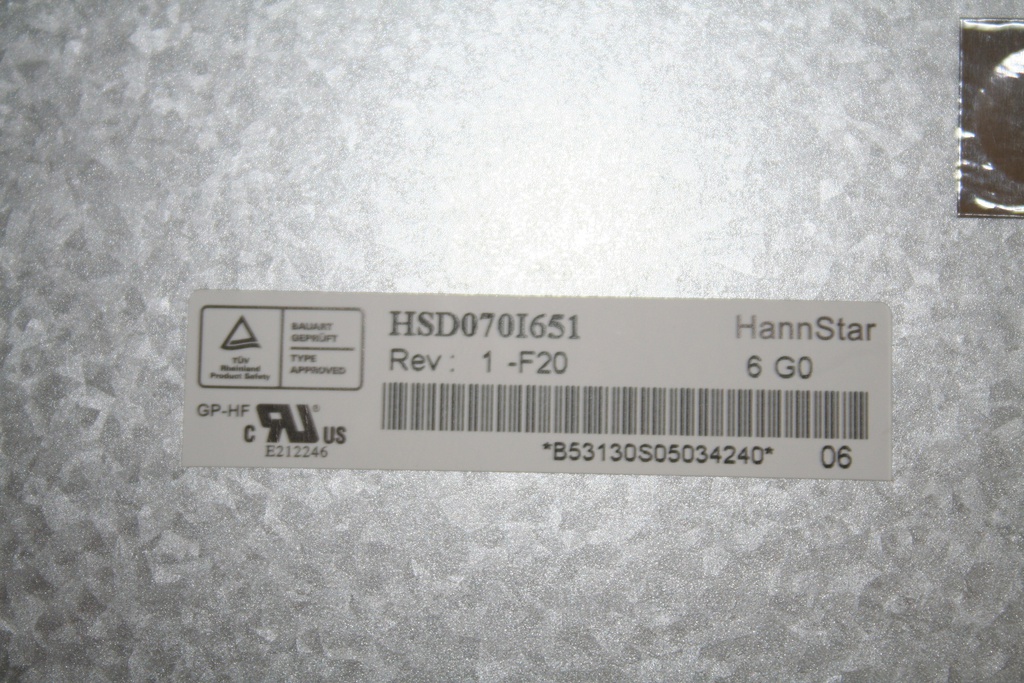 HSD070I651
HannStar
Rev: 1 -F20
6 G0
BAUART
GEPRÜFT
TYPE
APPROVED
TÜV
Rheinland
Product Safety
GP-HF
C RU ® US
E212246
*B53130S05034240*
06